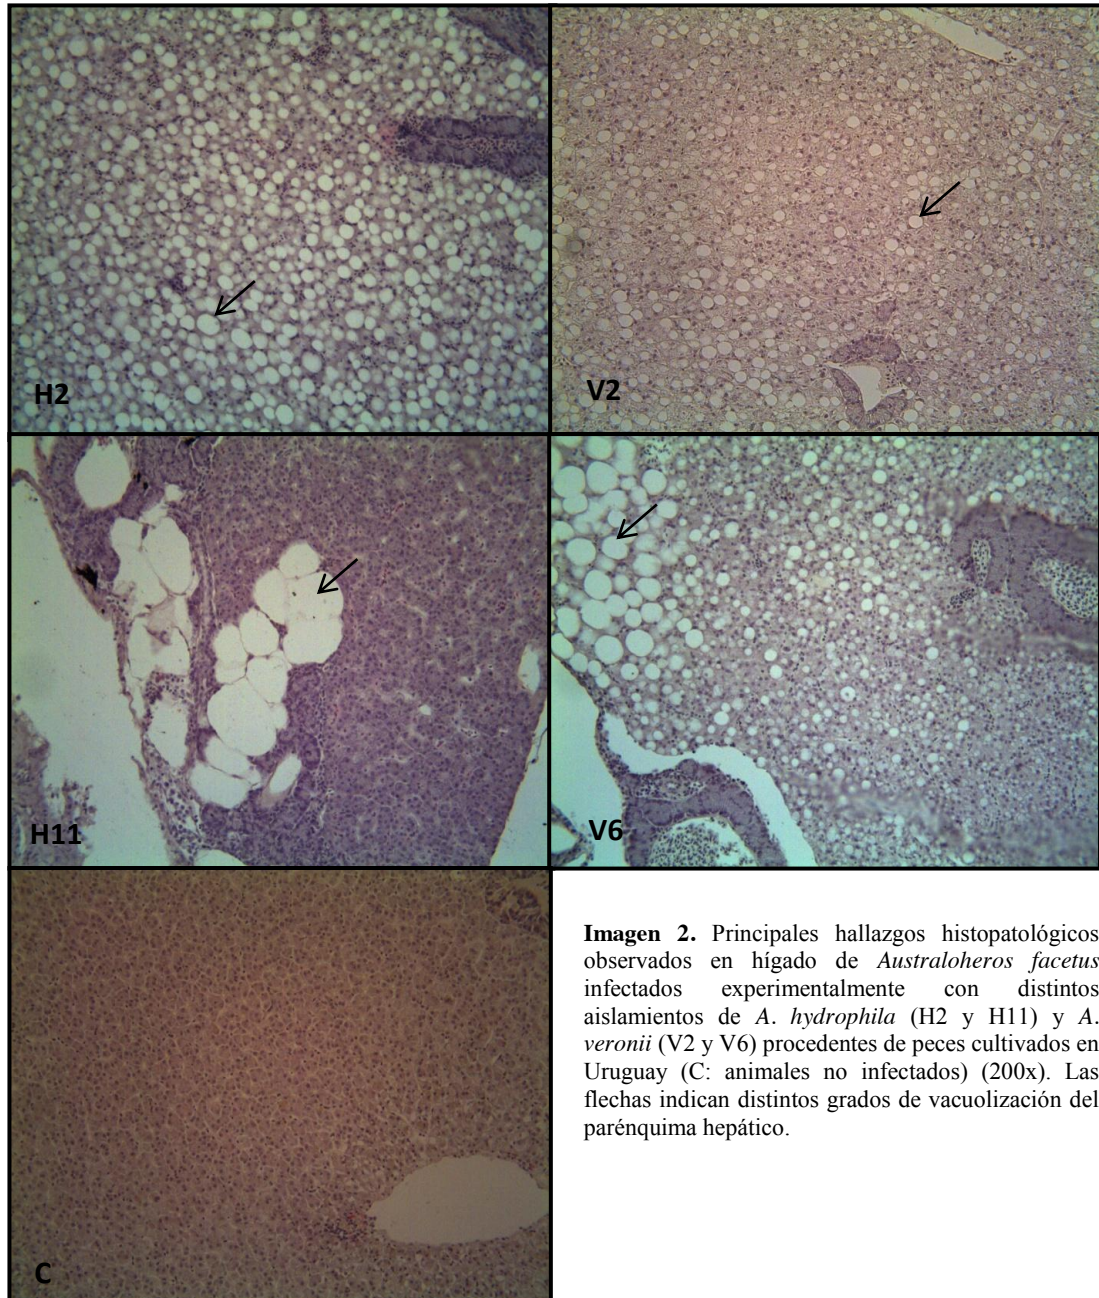 H2
V2
H11
V6
C
Imagen 2. Principales hallazgos histopatológicos
observados en hígado de Australoheros facetus
infectados experimentalmente con distintos
aislamientos de A. hydrophila (H2 y H11) y A.
veronii (V2 y V6) procedentes de peces cultivados en
Uruguay (C: animales no infectados) (200x). Las
flechas indican distintos grados de vacuolización del
parénquima hepático.